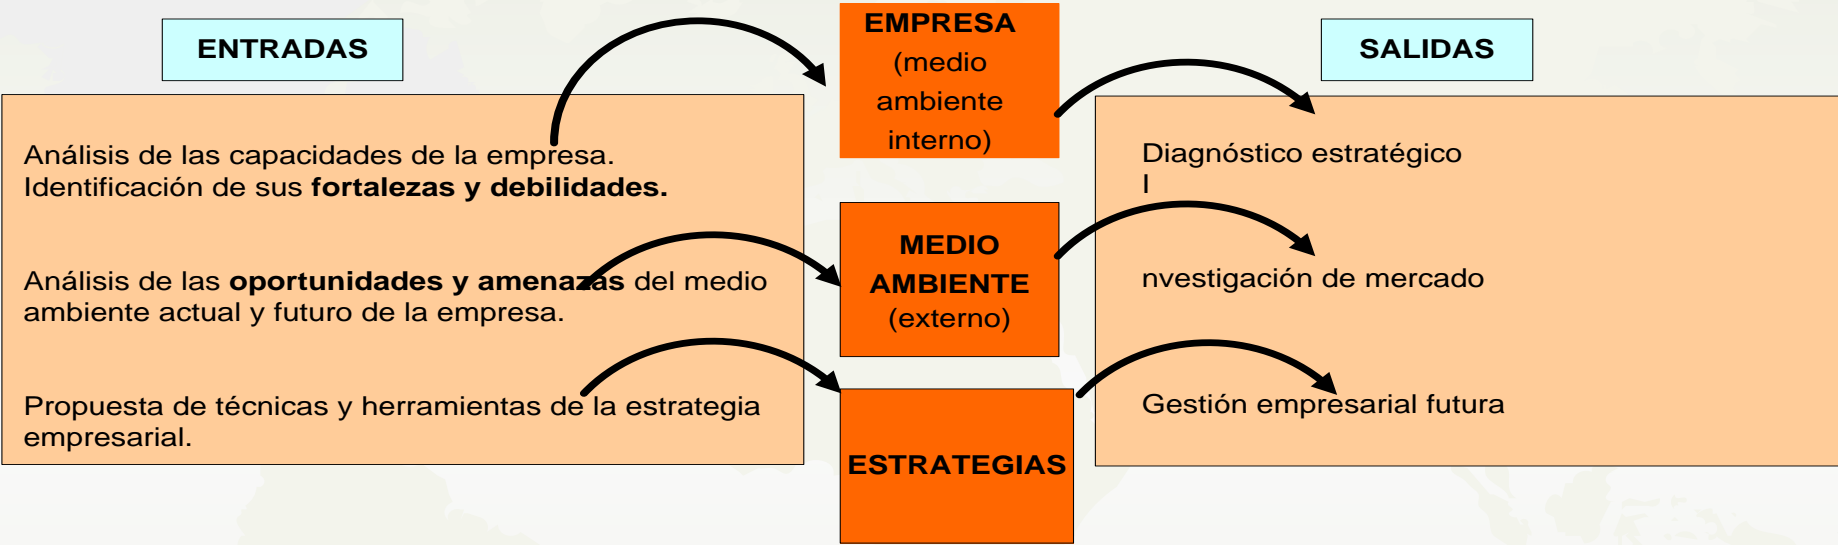 ENTRADAS
Análisis de las capacidades de la empresa.
Identificación de sus fortalezas y debilidades.
Análisis de las oportunidades y amenazas del medio
ambiente actual y futuro de la empresa.
Propuesta de técnicas y herramientas de la estrategia
empresarial.
EMPRESA
(medio
ambiente
interno)
MEDIO
AMBIENTE
(externo)
ESTRATEGIAS
SALIDAS
Diagnóstico estratégico
I
nvestigación de mercado
Gestión empresarial futura